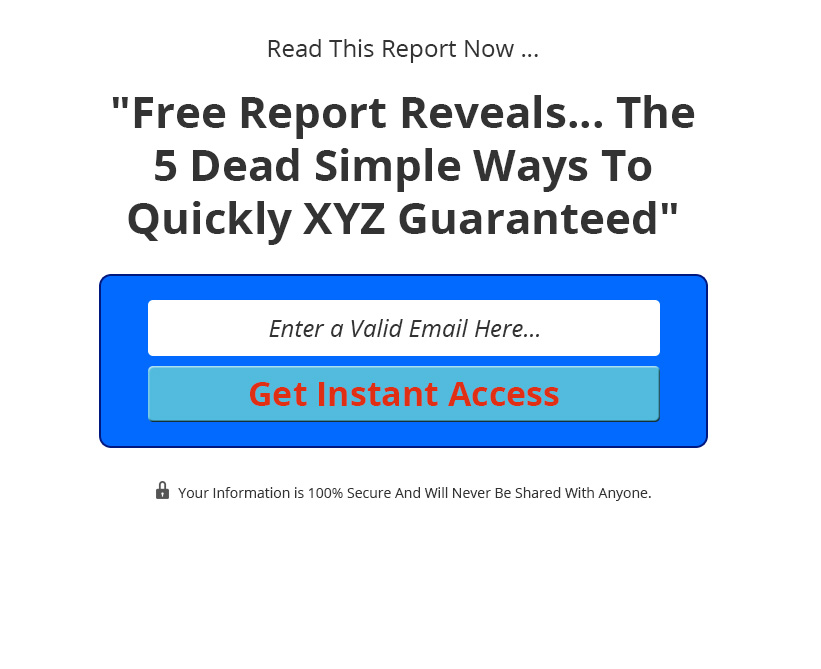 Read This Report Now ...
"Free Report Reveals... The
5 Dead Simple Ways To
Quickly XYZ Guaranteed"
Enter a Valid Email Here...
Get Instant Access
Your Information is 100% Secure And Will Never Be Shared With Anyone.